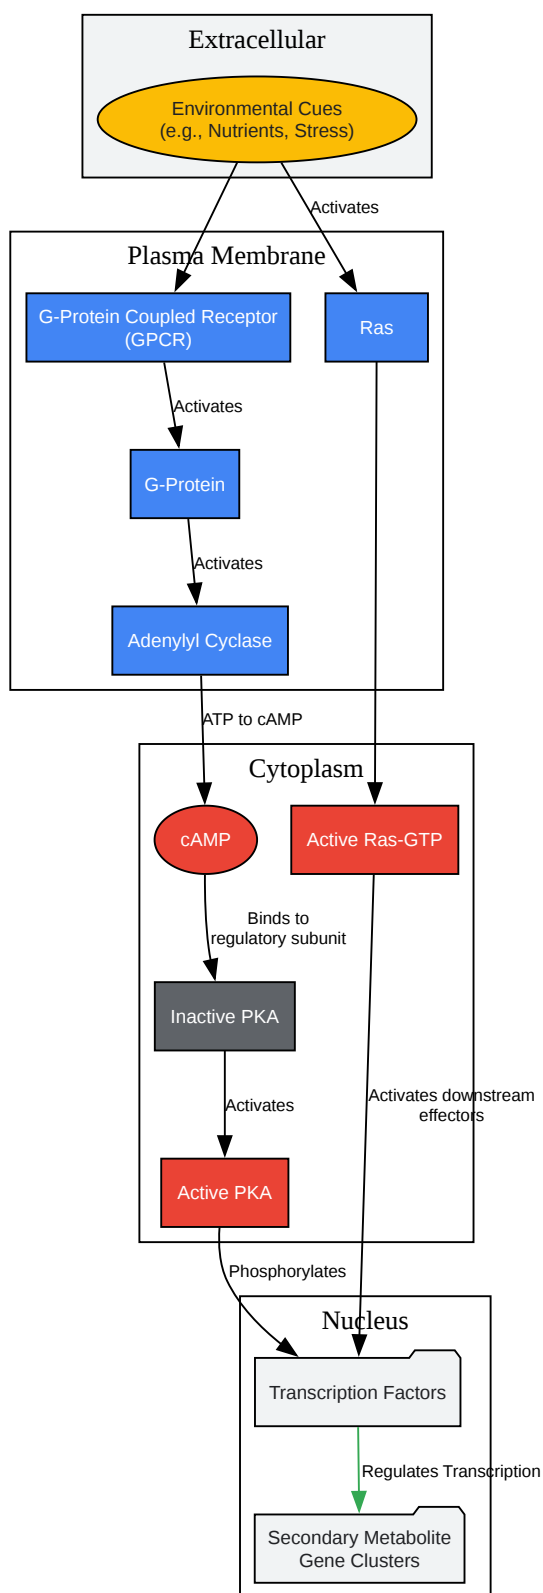 Extracellular
Environmental Cues
(e.g., Nutrients, Stress)
Activates
Plasma Membrane
G-Protein Coupled Receptor
(GPCR)
Ras
Activates
G-Protein
Activates
Adenylyl Cyclase
ATP to cAMP
Cytoplasm
cAMP
Active Ras-GTP
Binds to
regulatory subunit
Inactive PKA
Activates
Activates downstream
effectors
Active PKA
Phosphorylates
Nucleus
Transcription Factors
Regulates Transcription
Secondary Metabolite
Gene Clusters